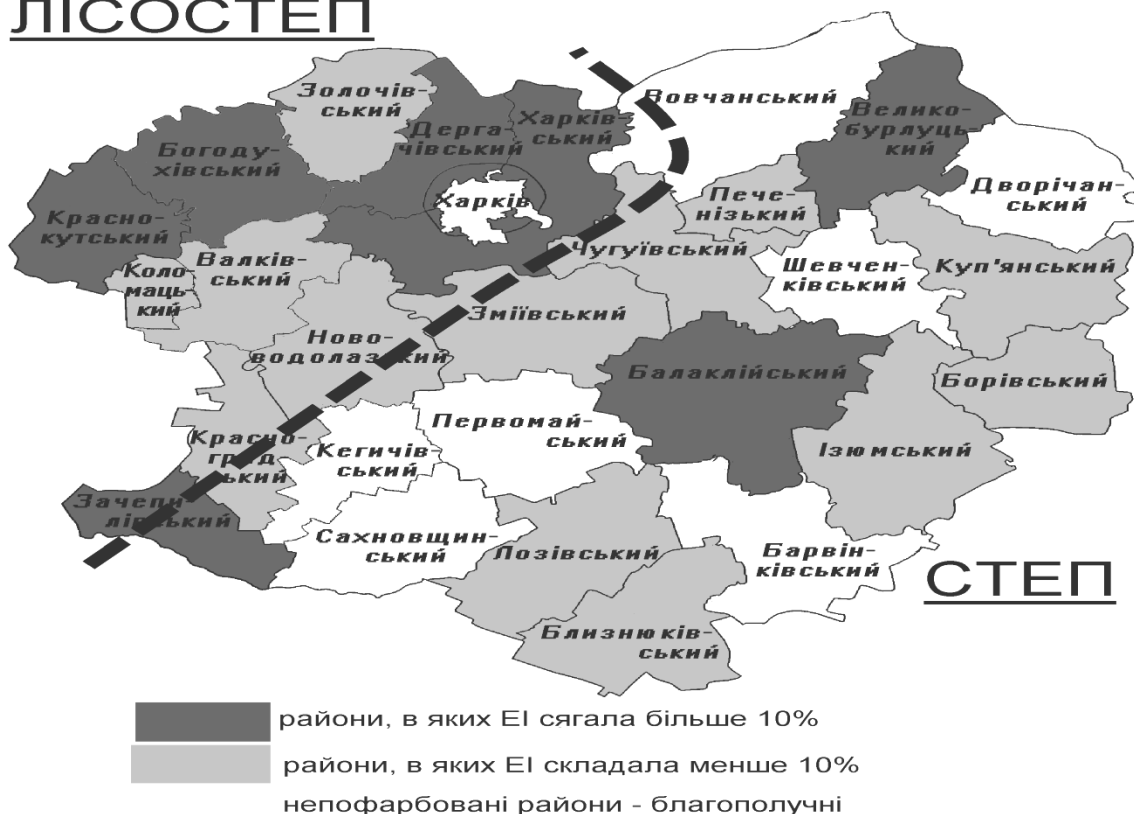 ЛІСОСТЕП
Золочів-
ський
Вовчанський
Велико-
бурлуць-
кий
Харків-
ський
Дерга-
чівський
Богоду-
хівський
Дворічан-
ський
Пече-
нізький
Харків
Красно-
кутський
Чугуївський
Валків-
ський
Коло-
маць-
кий
Шевчен-
ківський
Куп'янський
Зміївський
Ново-
водолазький
Балаклійський
Борівський
Первомай-
ський
Красно-
град
ський
Кегичів-
ський
Ізюмський
Зачепи
лівський
Сахновщин-
ський
Лозівський
Барвін-
ківський
СТЕП
Близнюків-
ський
райони, в яких ЕІ сягала більше 10%
райони, в яких ЕІ складала менше 10%
непофарбовані райони - благополучні